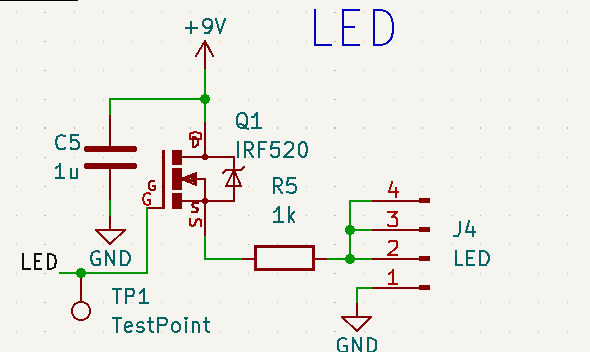 +9V
LED
C5
1u
D
D
Q1
IRF520
G
G
S
S
R5
1k
4
3
2
1
J4
LED
LED
GND
TP1
TestPoint
GND